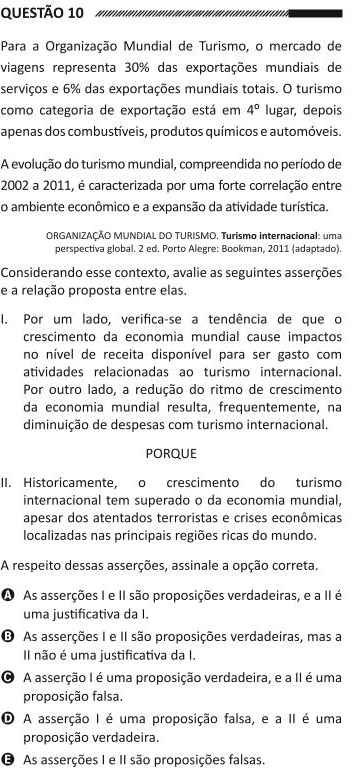 QUESTÃO 10
Para a Organização Mundial de Turismo, o mercado de
viagens representa 30% das exportações mundiais de
serviços e 6% das exportações mundiais totais. O turismo
como categoria de exportação está em 4º lugar, depois
apenas dos combustíveis, produtos químicos e automóveis.
A evolução do turismo mundial, compreendida no período de
2002 a 2011, é caracterizada por uma forte correlação entre
o ambiente econômico e a expansão da atividade turística.
ORGANIZAÇÃO MUNDIAL DO TURISMO. Turismo internacional: uma
perspectiva global. 2 ed. Porto Alegre: Bookman, 2011 (adaptado).
Considerando esse contexto, avalie as seguintes asserções
e a relação proposta entre elas.
I. Por um lado, verifica-se a tendência de que o
crescimento da economia mundial cause impactos
no nível de receita disponível para ser gasto com
atividades relacionadas ao turismo internacional.
Por outro lado, a redução do ritmo de crescimento
da economia mundial resulta, frequentemente, na
diminuição de despesas com turismo internacional.
PORQUE
II. Historicamente, o crescimento do turismo
internacional tem superado o da economia mundial,
apesar dos atentados terroristas e crises econômicas
localizadas nas principais regiões ricas do mundo.
A respeito dessas asserções, assinale a opção correta.
A As asserções I e II são proposições verdadeiras, e a II é
uma justificativa da I.
B As asserções I e II são proposições verdadeiras, mas a
II não é uma justificativa da I.
C A asserção I é uma proposição verdadeira, e a II é uma
proposição falsa.
D A asserção I é uma proposição falsa, e a II é uma
proposição verdadeira.
E As asserções I e II são proposições falsas.